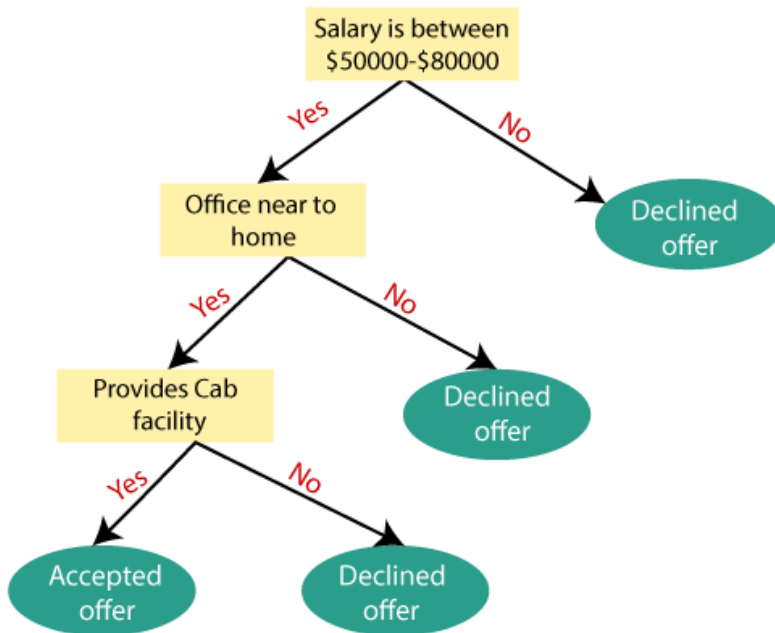 Salary is between
$50000-$80000
Yes
No
Office near to
home
Declined
offer
Yes
No
Provides Cab
facility
Declined
offer
Yes
No
Accepted
offer
Declined
offer